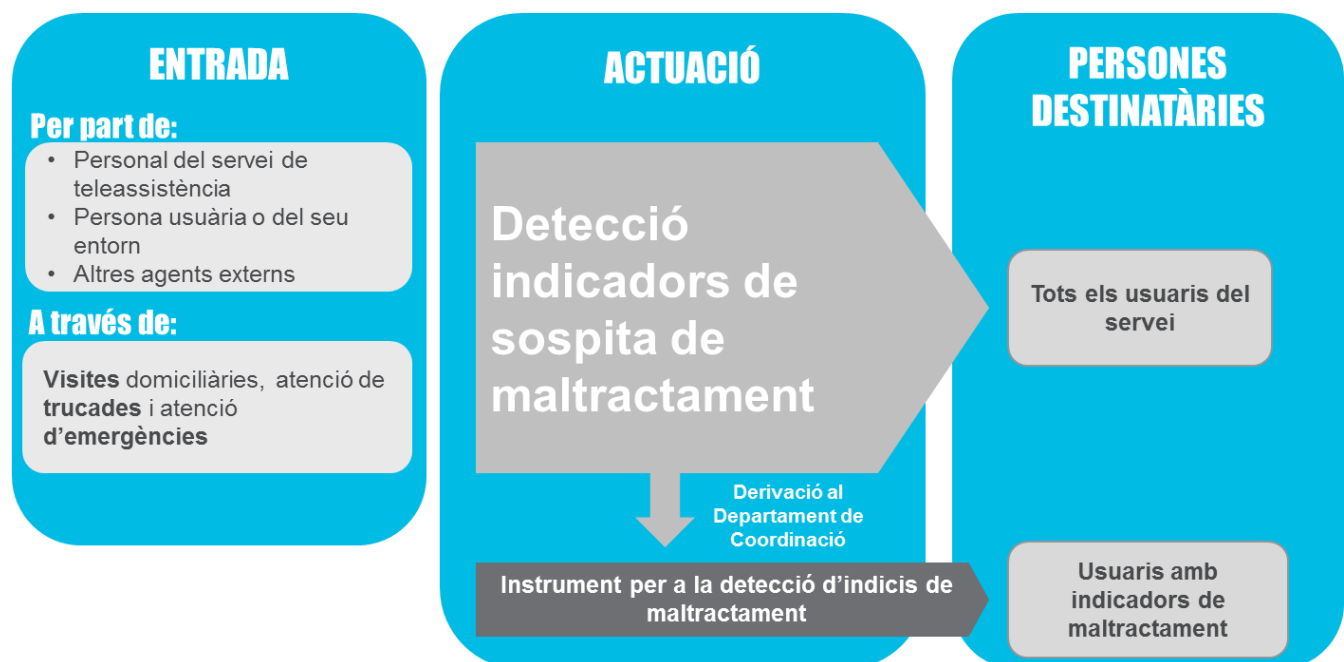 ENTRADA
Per part de:
• Personal del servei de
teleassistència
• Persona usuària o del seu
entorn
• Altres agents externs
A través de:
Visites domiciliàries, atenció de
trucades i atenció
d’emergències
ACTUACIÓ
Detecció
indicadors de
sospita de
maltractament
Derivació al
Departament de
Coordinació
Instrument per a la detecció d’indicis de
maltractament
PERSONES
DESTINATÀRIES
Tots els usuaris del
servei
Usuaris amb
indicadors de
maltractament